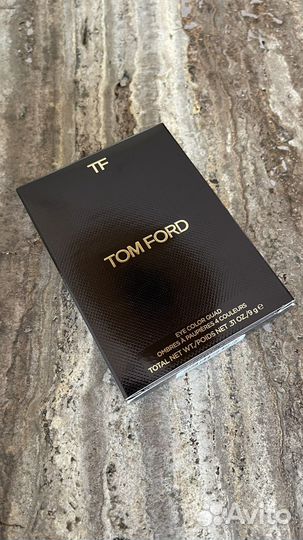 TF
TOM FORD
EYE COLOR QUAD
OMBRES À PAUPIÈRES 4 COULEURS
TOTAL NET WT./POIDS NET .31 OZ/9 g ℮
Avito